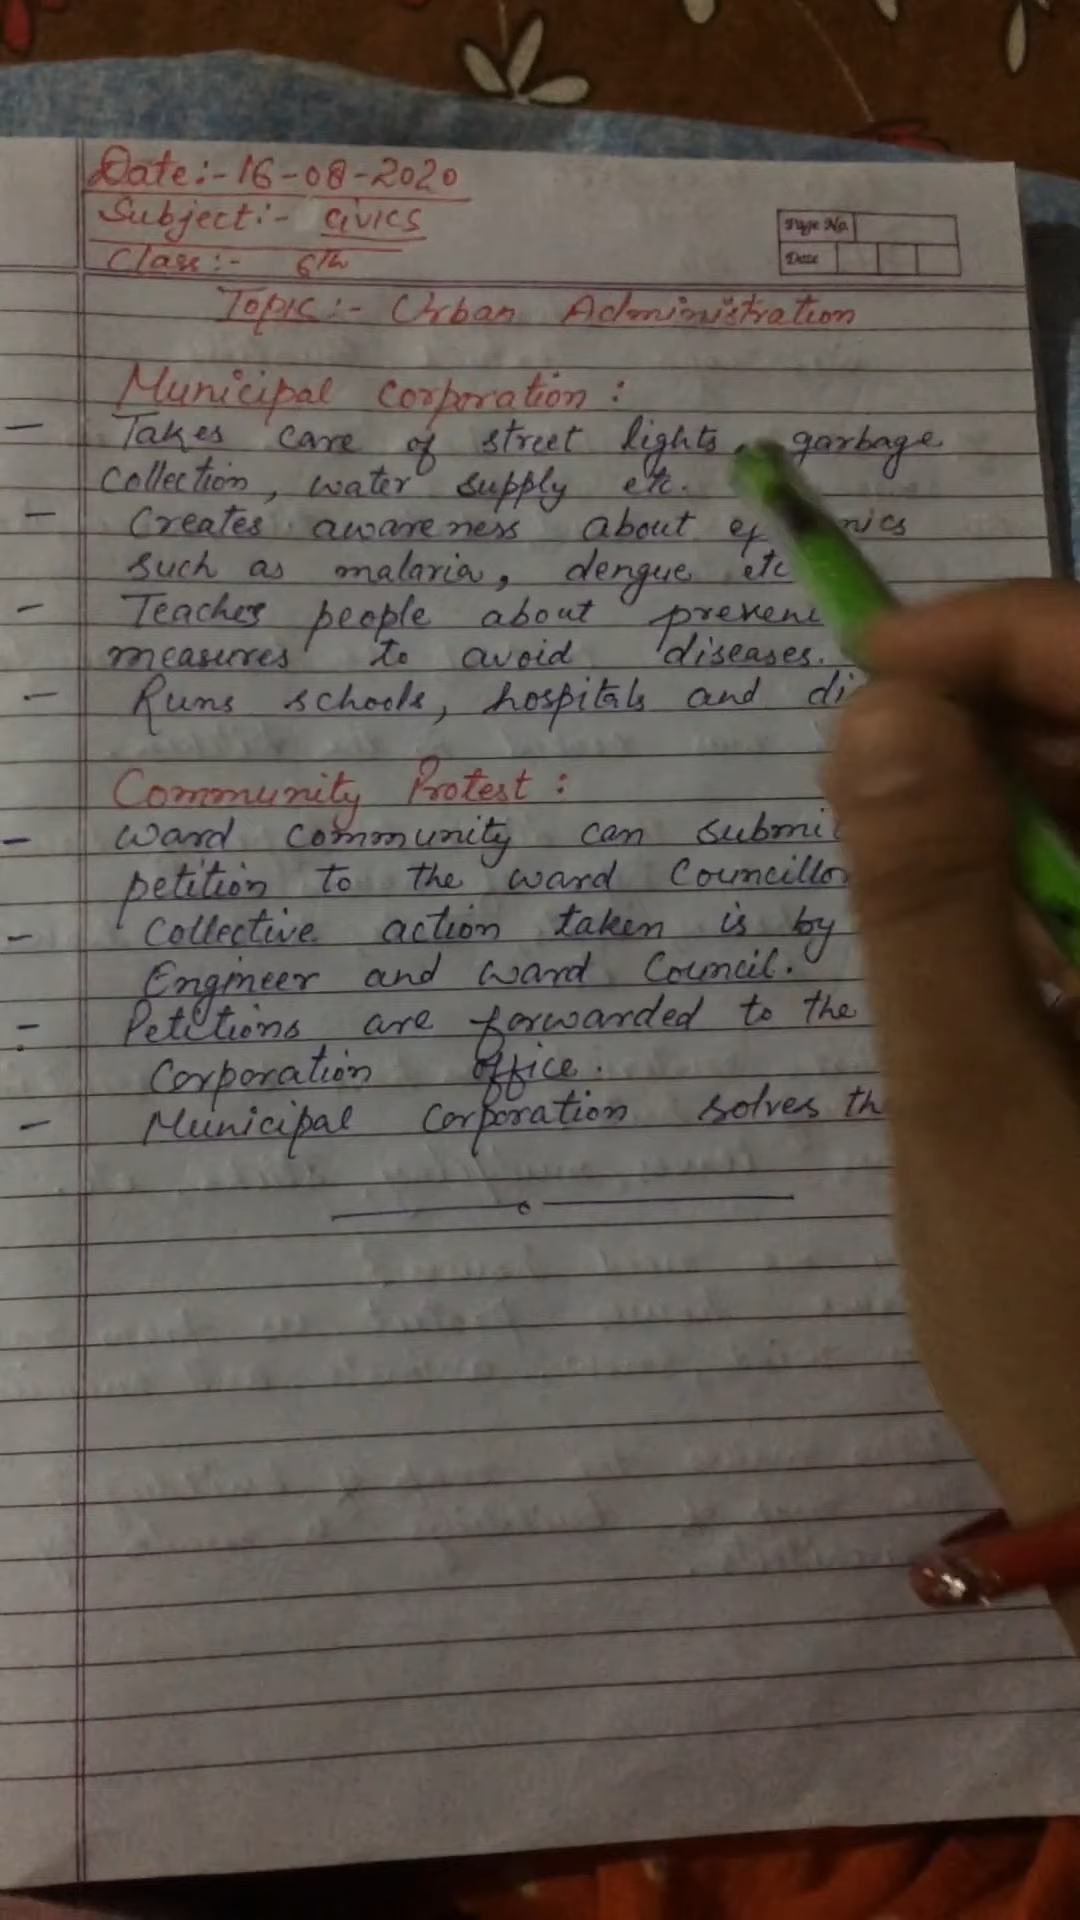 Date:-16-08-2020
Subject:- Civics
Class:- 6th
Page No.
Date
Topic:- Urban Administration
Municipal Corporation:
- Takes care of street lights, garbage
collection, water supply etc.
- Creates awareness about
such as malaria, dengue etc
- Teaches people about
measures to avoid diseases.
- Runs schools, hospitals and
Community Protest:
- Ward community can
petition to the ward
- Collective action taken is by
Engineer and ward Council.
- Petitions are forwarded to the
Corporation office.
- Municipal Corporation solves